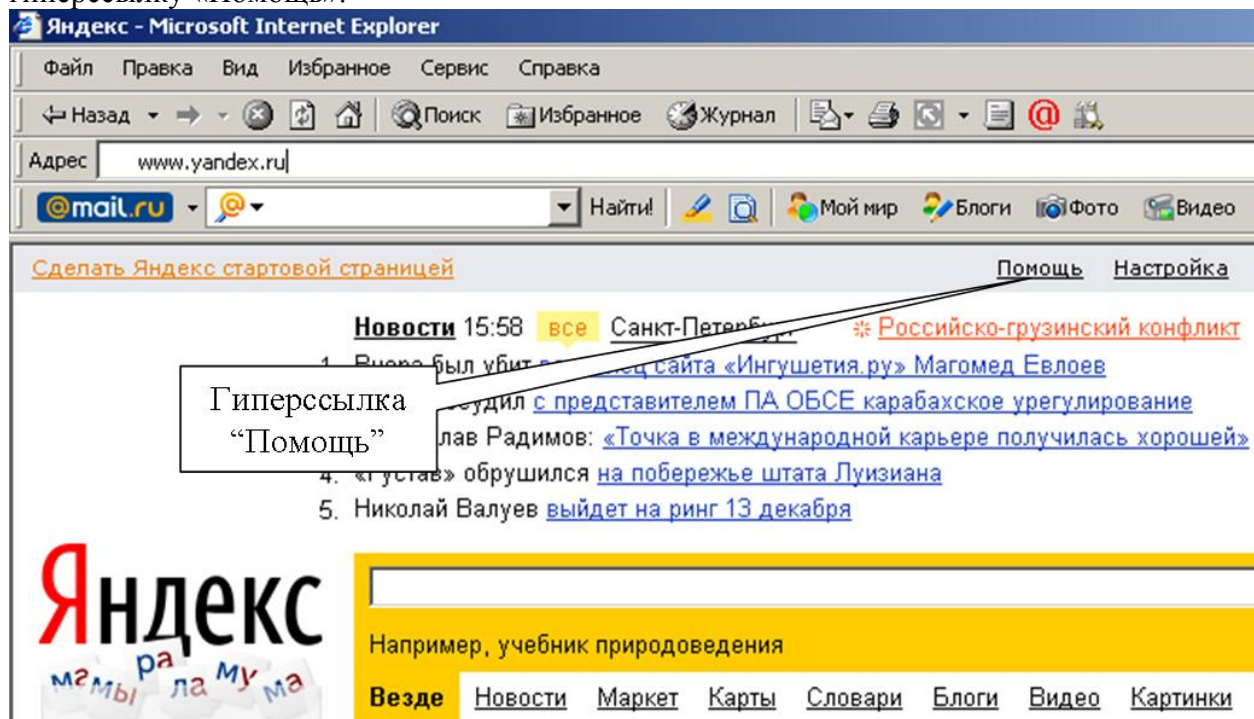 гиперссылку «Помощь».
Яндекс - Microsoft Internet Explorer
Файл Правка Вид Избранное Сервис Справка
Назад Поиск Избранное Журнал
Адрес www.yandex.ru
@mail.ru Найти! Мой мир Блоги Фото Видео
Сделать Яндекс стартовой страницей Помощь Настройка
Новости 15:58 все Санкт-Петербург Российско-грузинский конфликт
1. Вчера был убит сайта «Ингушетия.ру» Магомед Евлоев
с представителем ПА ОБСЕ карабахское урегулирование
Радимов: «Точка в международной карьере получилась хорошей»
4. «Густав» обрушился на побережье штата Луизиана
5. Николай Валуев выйдет на ринг 13 декабря
Гиперссылка
“Помощь”
Яндекс
мамы ра ла му ма
Например, учебник природоведения
Везде Новости Маркет Карты Словари Блоги Видео Картинки